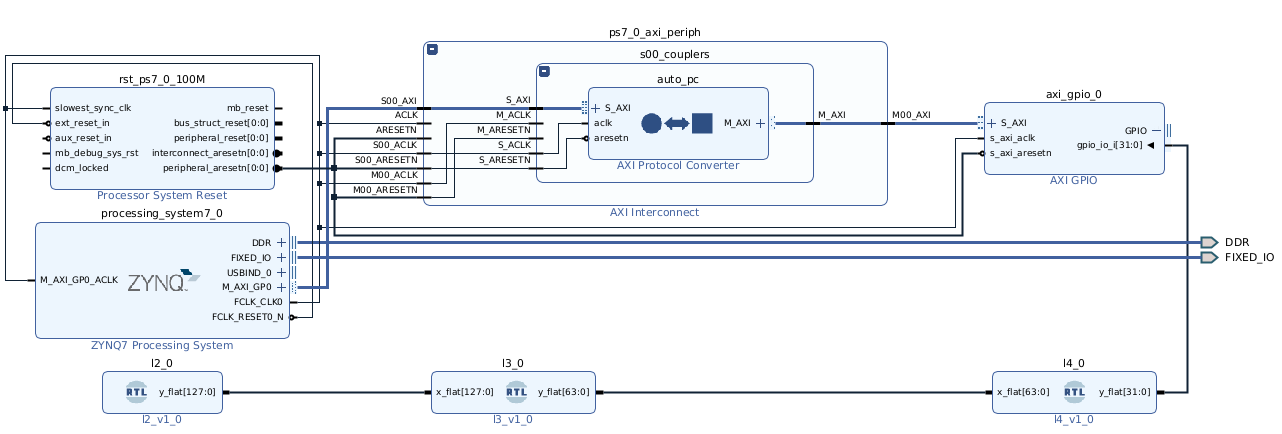 ps7_0_axi_periph
s00_couplers
auto_pc
S_AXI
aclk
aresetn
M_AXI
AXI Protocol Converter
S00_AXI
ACLK
ARESETN
S00_ACLK
S00_ARESETN
M00_ACLK
M00_ARESETN
S_AXI
M_ACLK
M_ARESETN
S_ACLK
S_ARESETN
M_AXI
M00_AXI
AXI Interconnect
rst_ps7_0_100M
slowest_sync_clk
ext_reset_in
aux_reset_in
mb_debug_sys_rst
dcm_locked
mb_reset
bus_struct_reset[0:0]
peripheral_reset[0:0]
interconnect_aresetn[0:0]
peripheral_aresetn[0:0]
Processor System Reset
axi_gpio_0
S_AXI
s_axi_aclk
s_axi_aresetn
GPIO
gpio_io_i[31:0]
AXI GPIO
processing_system7_0
M_AXI_GP0_ACLK
ZYNQ
DDR
FIXED_IO
USBIND_0
M_AXI_GP0
FCLK_CLK0
FCLK_RESET0_N
ZYNQ7 Processing System
DDR
FIXED_IO
l2_0
RTL
y_flat[127:0]
l2_v1_0
l3_0
x_flat[127:0]
RTL
y_flat[63:0]
l3_v1_0
l4_0
x_flat[63:0]
RTL
y_flat[31:0]
l4_v1_0